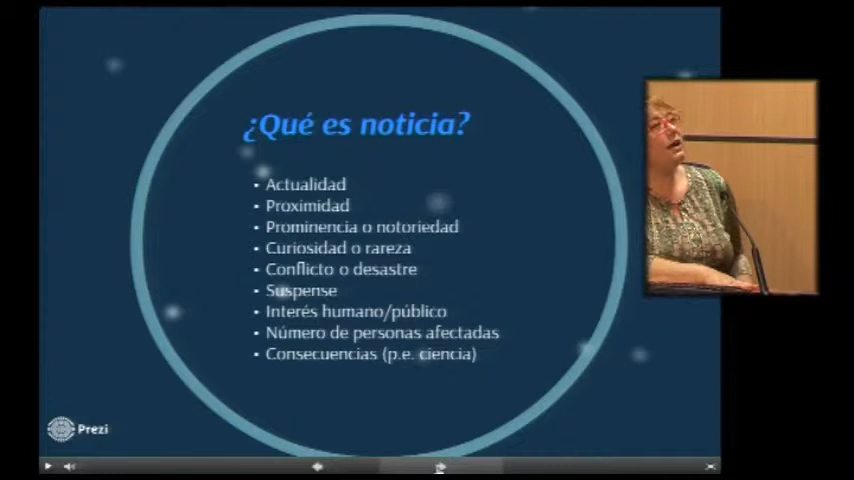 ¿Qué es noticia?
• Actualidad
• Proximidad
• Prominencia o notoriedad
• Curiosidad o rareza
• Conflicto o desastre
• Suspense
• Interés humano/público
• Número de personas afectadas
• Consecuencias (p.e. ciencia)
Prezi